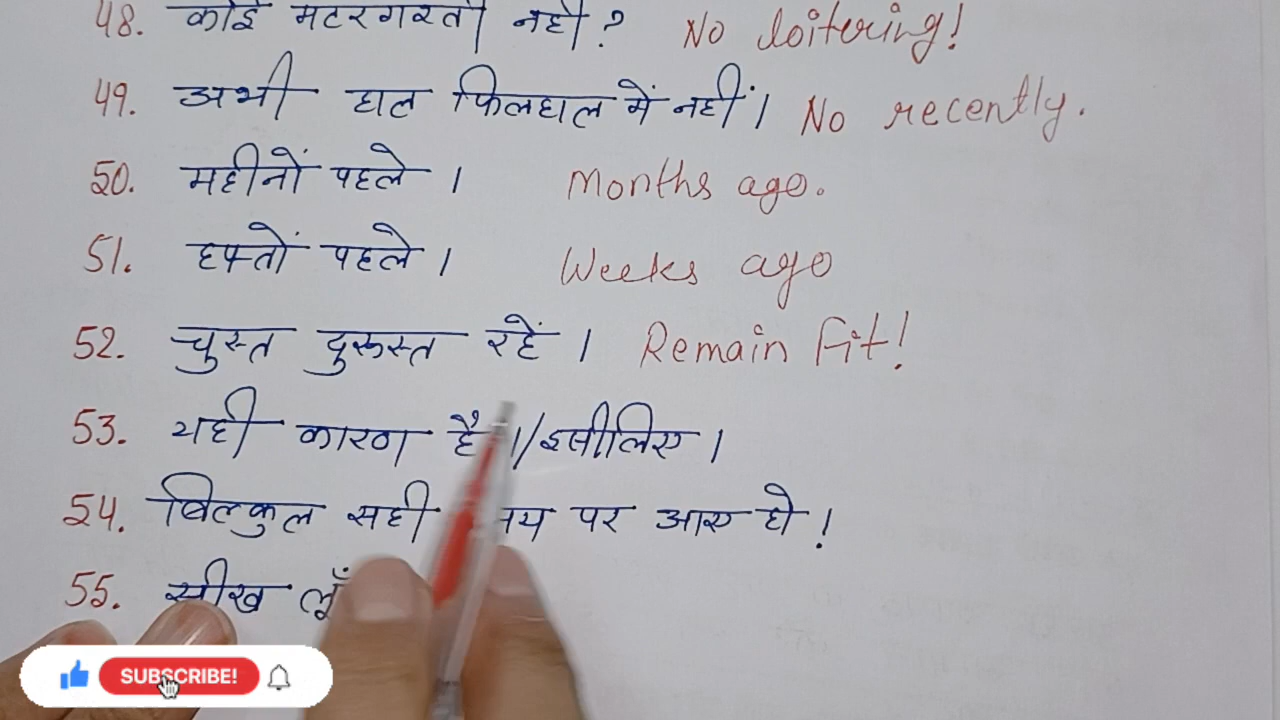 48. कोई मटरगस्ती नहीं? No loitering!
49. अभी हाल फिलहाल में नहीं। No recently.
50. महीनों पहले। Months ago.
51. हफ्तों पहले। Weeks ago
52. चुस्त दुरूस्त रहें। Remain fit!
53. यही कारण है।/इसीलिए।
54. बिल्कुल सही पर आए हो!
55. सीख लूँ
SUBSCRIBE!